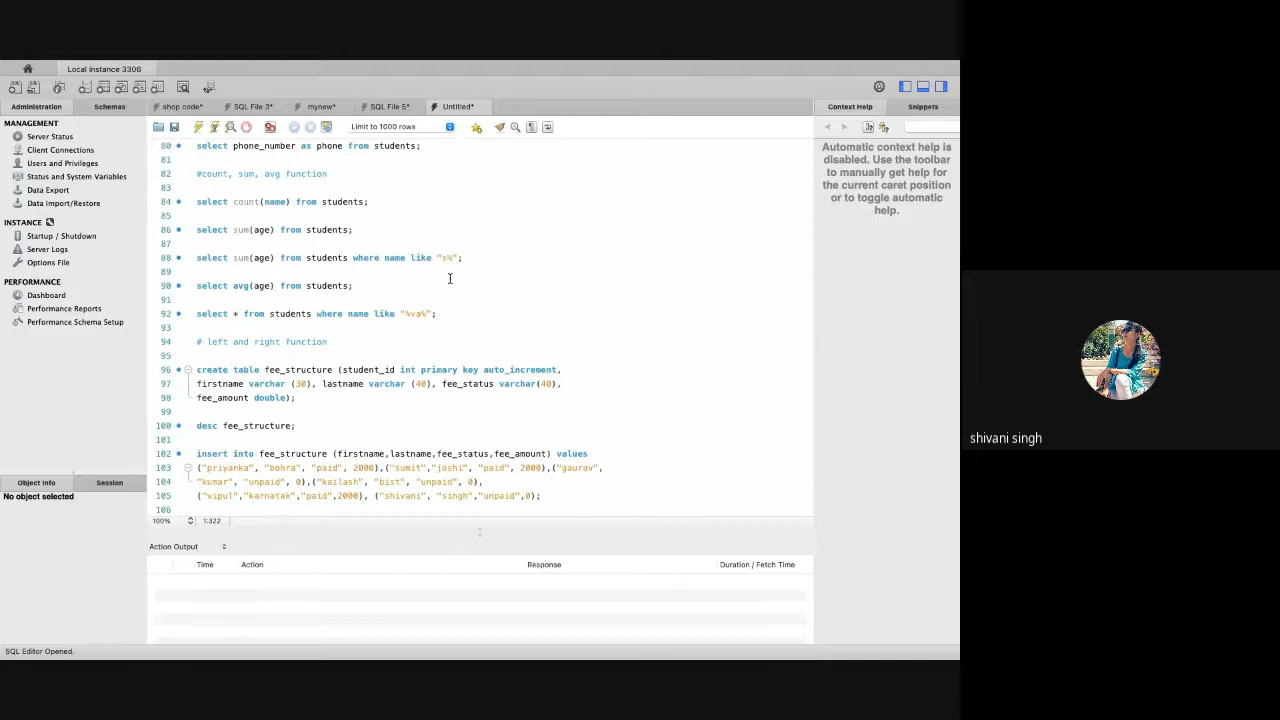 Local instance 3306
Administration
Schemas
shop code*
SQL File 3*
mynew*
SQL File 5*
Untitled*
Context Help
Snippets
MANAGEMENT
Server Status
Client Connections
Users and Privileges
Status and System Variables
Data Export
Data Import/Restore
INSTANCE
Startup / Shutdown
Server Logs
Options File
PERFORMANCE
Dashboard
Performance Reports
Performance Schema Setup
Object Info
Session
No object selected
Limit to 1000 rows
80 select phone_number as phone from students;
81
82 #count, sum, avg function
83
84 select count(name) from students;
85
86 select sum(age) from students;
87
88 select sum(age) from students where name like "s%";
89
90 select avg(age) from students;
91
92 select * from students where name like "%va%";
93
94 # left and right function
95
96 create table fee_structure (student_id int primary key auto_increment,
97 firstname varchar (30), lastname varchar (40), fee_status varchar(40),
98 fee_amount double);
99
100 desc fee_structure;
101
102 insert into fee_structure (firstname,lastname,fee_status,fee_amount) values
103 ("priyanka", "bohra", "paid", 2000),("sumit","joshi", "paid", 2000),("gaurav",
104 "kumar", "unpaid", 0),("kailash", "bist", "unpaid", 0),
105 ("vipul","karnatak","paid",2000), ("shivani", "singh","unpaid",0);
106
100%
1:322
Action Output
Time
Action
Response
Duration / Fetch Time
Automatic context help is
disabled. Use the toolbar
to manually get help for
the current caret position
or to toggle automatic
help.
SQL Editor Opened.
shivani singh